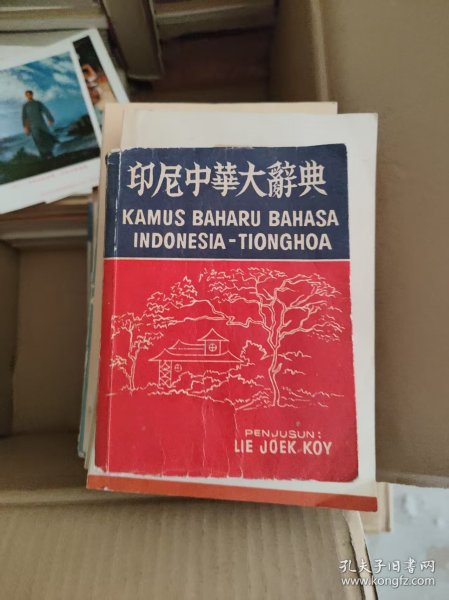 印尼中華大辭典
KAMUS BAHARU BAHASA
INDONESIA-TIONGHOA
PENJUSUN:
LIE JOEK KOY
孔夫子旧书网
www.kongfz.com